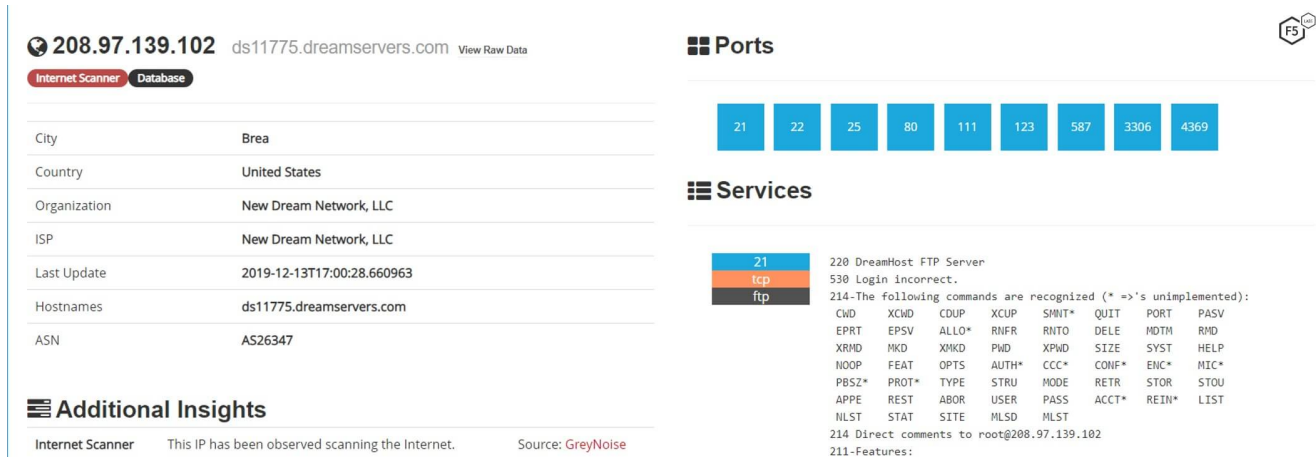 208.97.139.102 ds11775.dreamservers.com View Raw Data
Internet Scanner Database
City Brea
Country United States
Organization New Dream Network, LLC
ISP New Dream Network, LLC
Last Update 2019-12-13T17:00:28.660963
Hostnames ds11775.dreamservers.com
ASN AS26347
Additional Insights
Internet Scanner This IP has been observed scanning the Internet. Source: GreyNoise
Ports
21 22 25 80 111 123 587 3306 4369
Services
21
tcp
ftp
220 DreamHost FTP Server
530 Login incorrect.
214-The following commands are recognized (* =>'s unimplemented):
CWD XCWD CDUP XCUP SMNT* QUIT PORT PASV
EPRT EPSV ALLO* RNFR RNTO DELE MDTM RMD
XRMD MKD XMKD PWD XPWD SIZE SYST HELP
NOOP FEAT OPTS AUTH* CCC* CONF* ENC* MIC*
PBSZ* PROT* TYPE STRU MODE RETR STOR STOU
APPE REST ABOR USER PASS ACCT* REIN* LIST
NLST STAT SITE MLSD MLST
214 Direct comments to root@208.97.139.102
211-Features:
F5 LABS